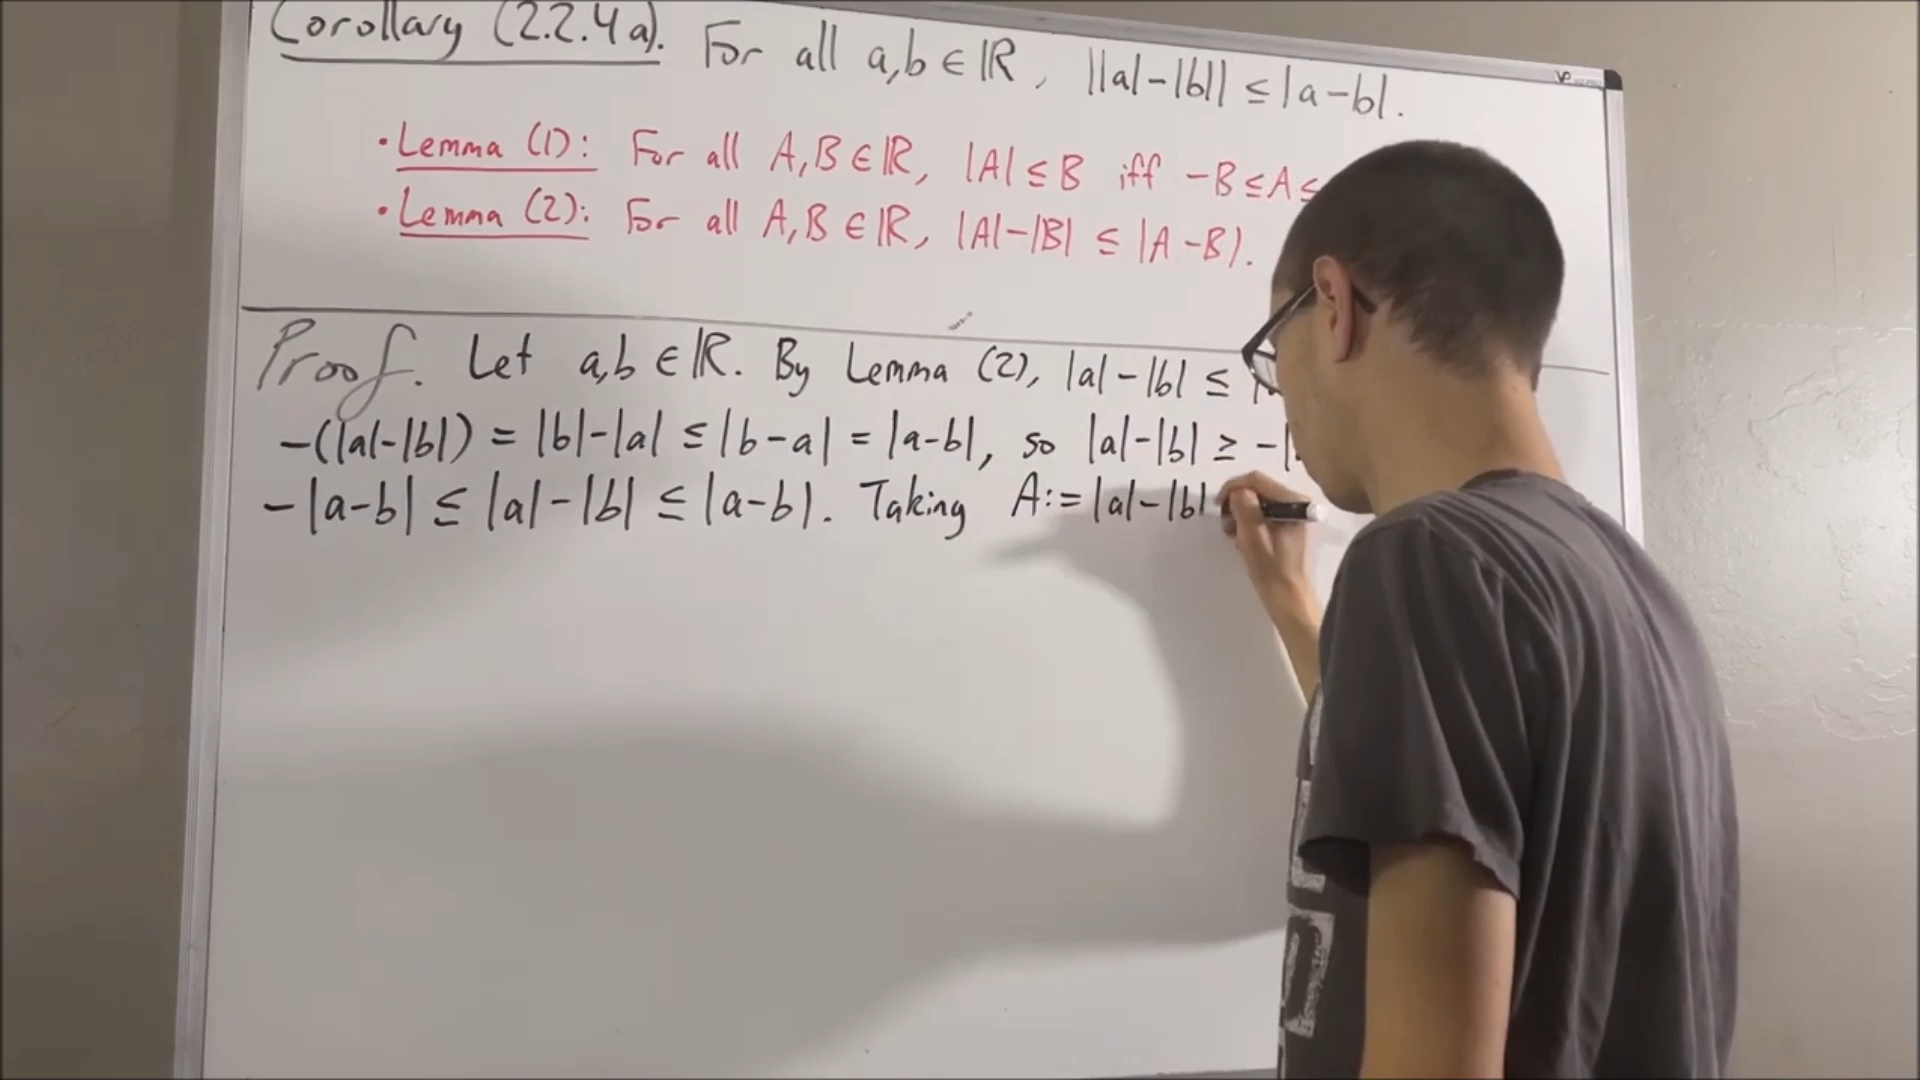 Corollary (2.2.4a). For all a,b ∈ ℝ, ||a|-|b|| ≤ |a-b|.
• Lemma (1): For all A,B ∈ ℝ, |A| ≤ B iff -B ≤ A ≤
• Lemma (2): For all A,B ∈ ℝ, |A|-|B| ≤ |A-B|.
Proof. Let a,b ∈ ℝ. By Lemma (2), |a|-|b| ≤
-(|a|-|b|) = |b|-|a| ≤ |b-a| = |a-b|, so |a|-|b| ≥ -
-|a-b| ≤ |a|-|b| ≤ |a-b|. Taking A:= |a|-|b|